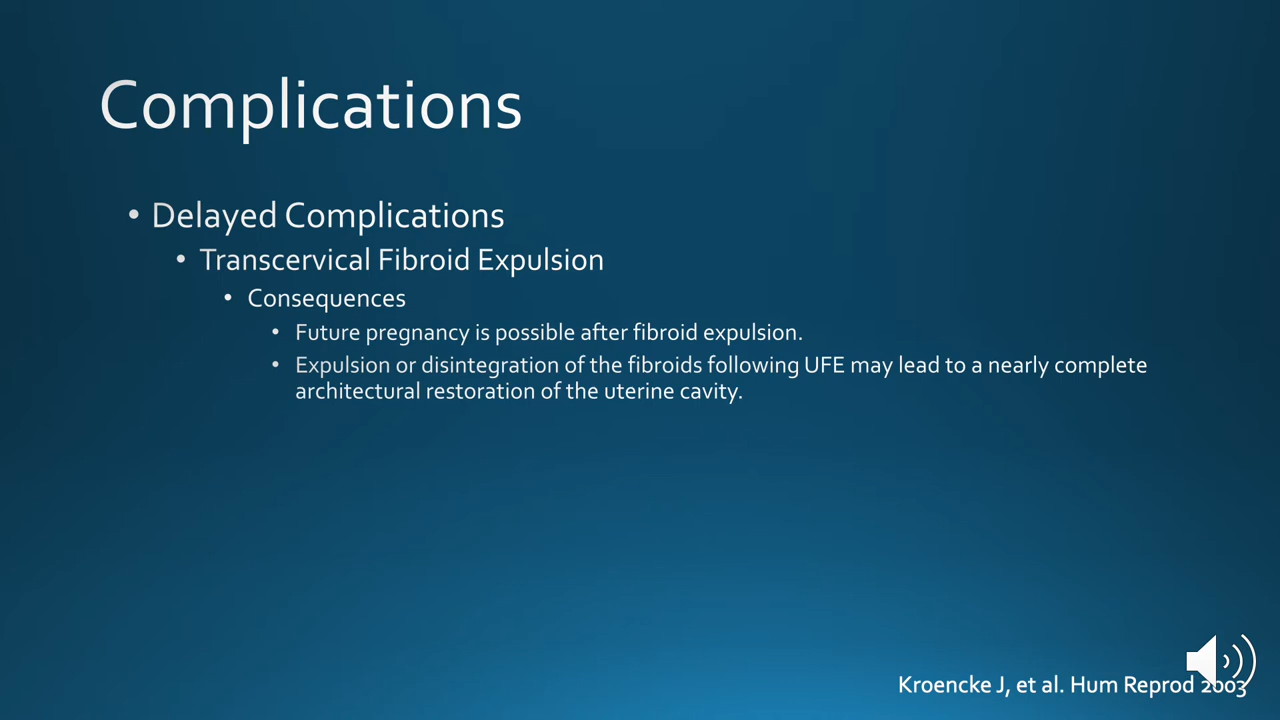 Complications
• Delayed Complications
• Transcervical Fibroid Expulsion
• Consequences
• Future pregnancy is possible after fibroid expulsion.
• Expulsion or disintegration of the fibroids following UFE may lead to a nearly complete
architectural restoration of the uterine cavity.
Kroencke J, et al. Hum Reprod 2003